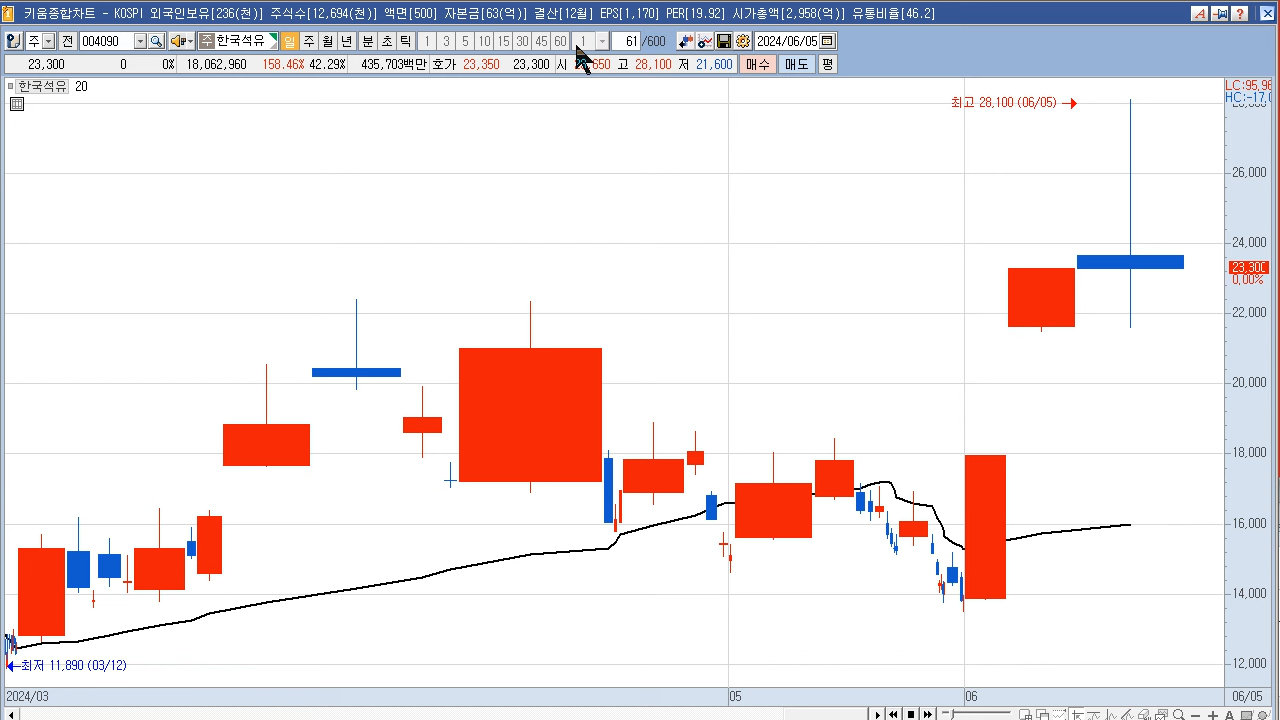 키움종합차트 - KOSPI 외국인보유[236(천)] 주식수[12,694(천)] 액면[500] 자본금[63(억)] 결산[12월] EPS[1,170] PER[19.92] 시가총액[2,958(억)] 유통비율[46.2]
주 전 004090 주 한국석유 일 주 월 년 분 초 틱 1 3 5 10 15 30 45 60 61 /600 2024/06/05
23,300 0 0% 18,062,960 158.46% 42.29% 435,703백만 호가 23,350 23,300 시 고 28,100 저 21,600 매수 매도 평
한국석유 20
LC:95,96
HC:-17,0
최고 28,100 (06/05)
26,000
24,000
23,300
0,00%
22,000
20,000
18,000
16,000
14,000
12,000
최저 11,890 (03/12)
2024/03 05 06 06/05